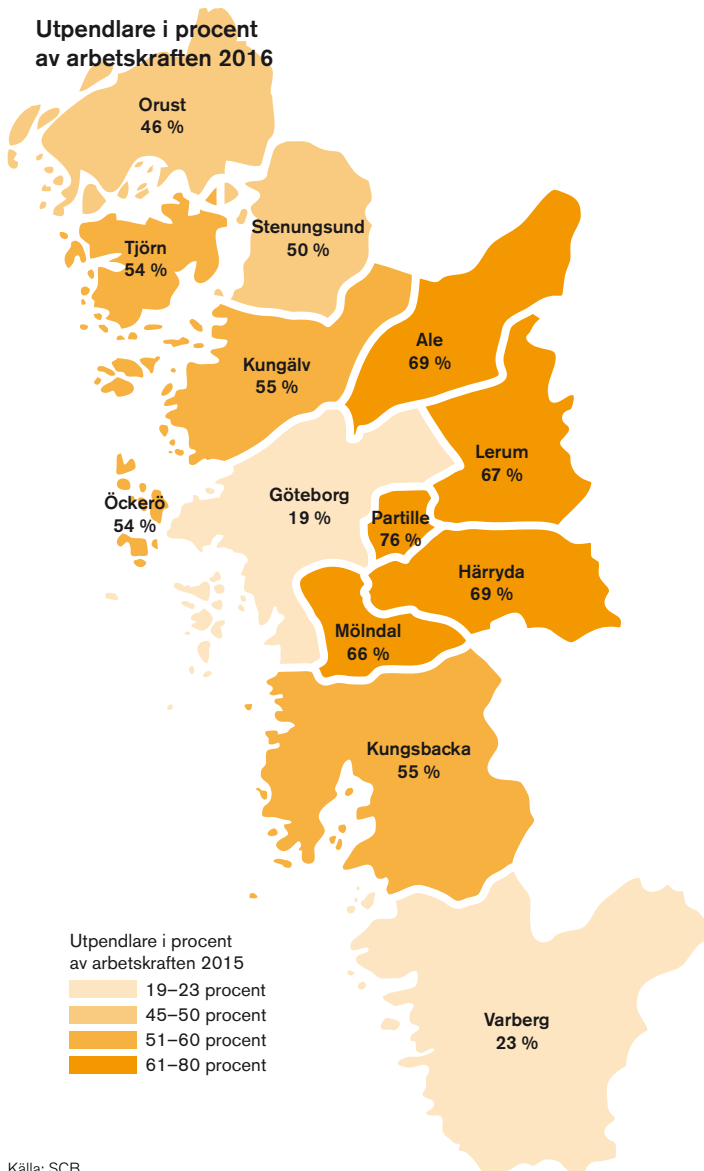 Utpendlare i procent
av arbetskraften 2016
Orust
46 %
Stenungsund
50 %
Tjörn
54 %
Ale
69 %
Kungälv
55 %
Lerum
67 %
Göteborg
19 %
Partille
76 %
Öckerö
54 %
Härryda
69 %
Mölndal
66 %
Kungsbacka
55 %
Utpendlare i procent
av arbetskraften 2015
19–23 procent
45–50 procent
51–60 procent
61–80 procent
Varberg
23 %
Källa: SCB